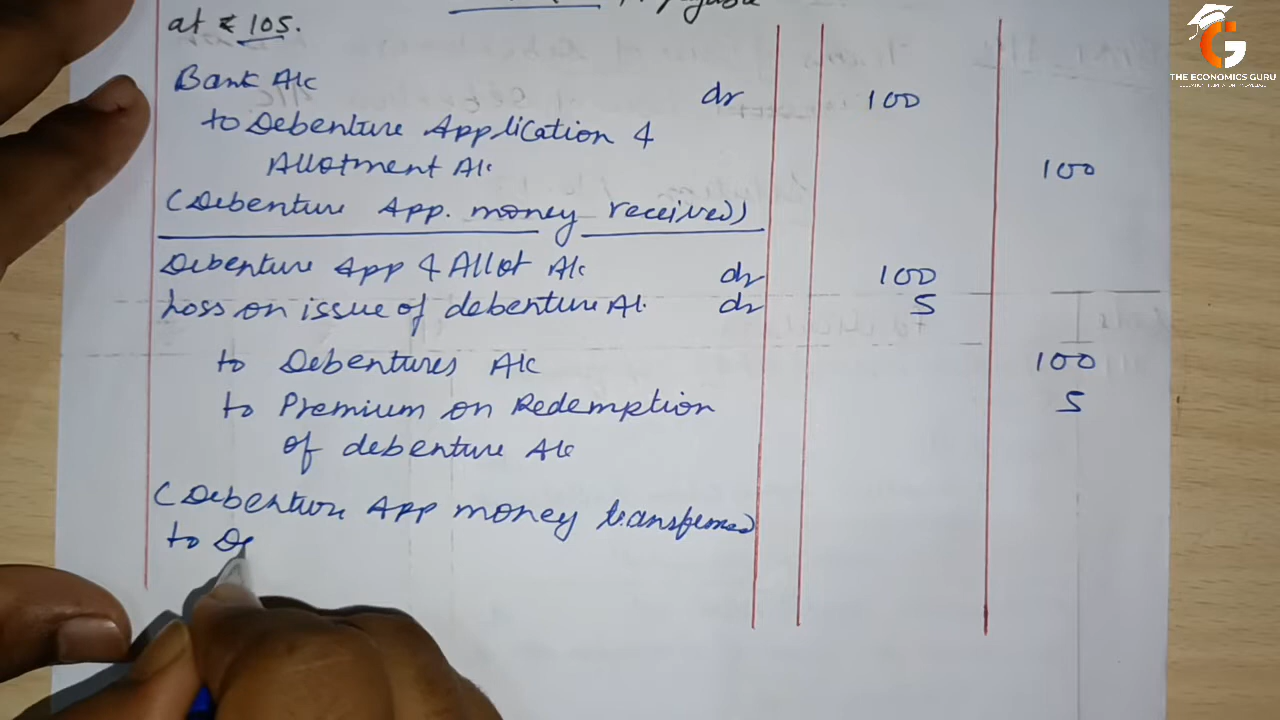 at ₹ 105.
Bank A/c dr 100
to Debenture Application &
Allotment A/c 100
(Debenture App. money received)
Debenture App & Allot A/c dr 100
Loss on issue of debenture A/c dr 5
to Debentures A/c 100
to Premium on Redemption 5
of debenture A/c
(Debenture App money transferred
to De
THE ECONOMICS GURU